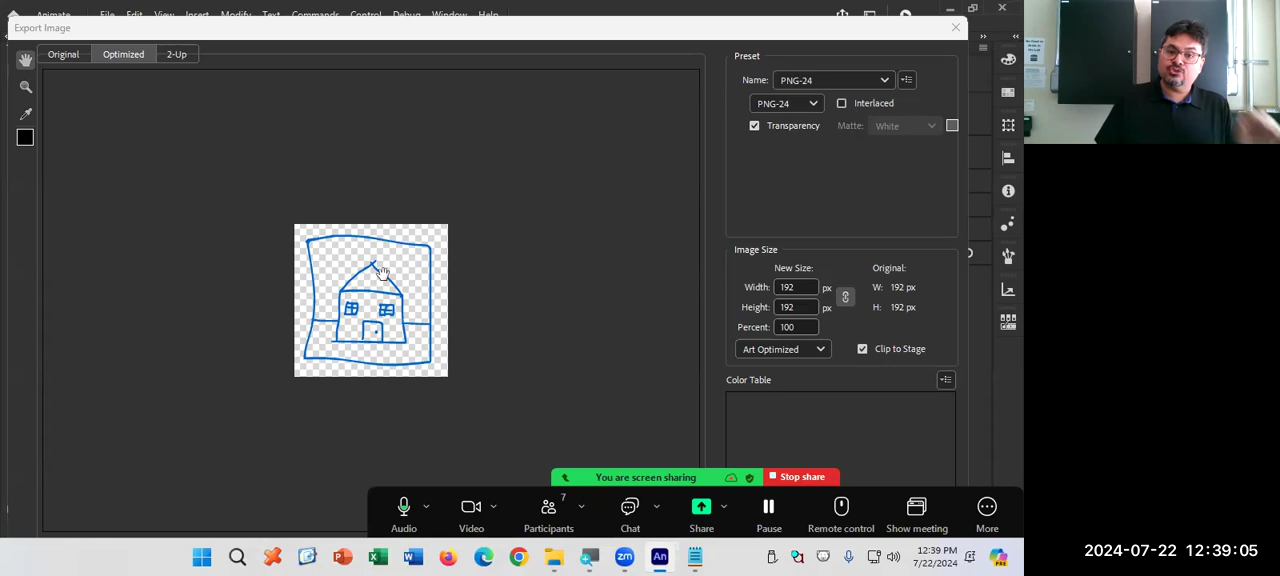 Animate File Edit View Insert Modify Text Commands Control Debug Window Help
Export Image
Original Optimized 2-Up
Preset
Name: PNG-24
PNG-24 Interlaced
Transparency Matte: White
Image Size
New Size: Original:
Width: 192 px W: 192 px
Height: 192 px H: 192 px
Percent: 100
Art Optimized Clip to Stage
Color Table
You are screen sharing Stop share
7
Audio Video Participants Chat Share Pause Remote control Show meeting More
12:39 PM
7/22/2024
2024-07-22 12:39:05